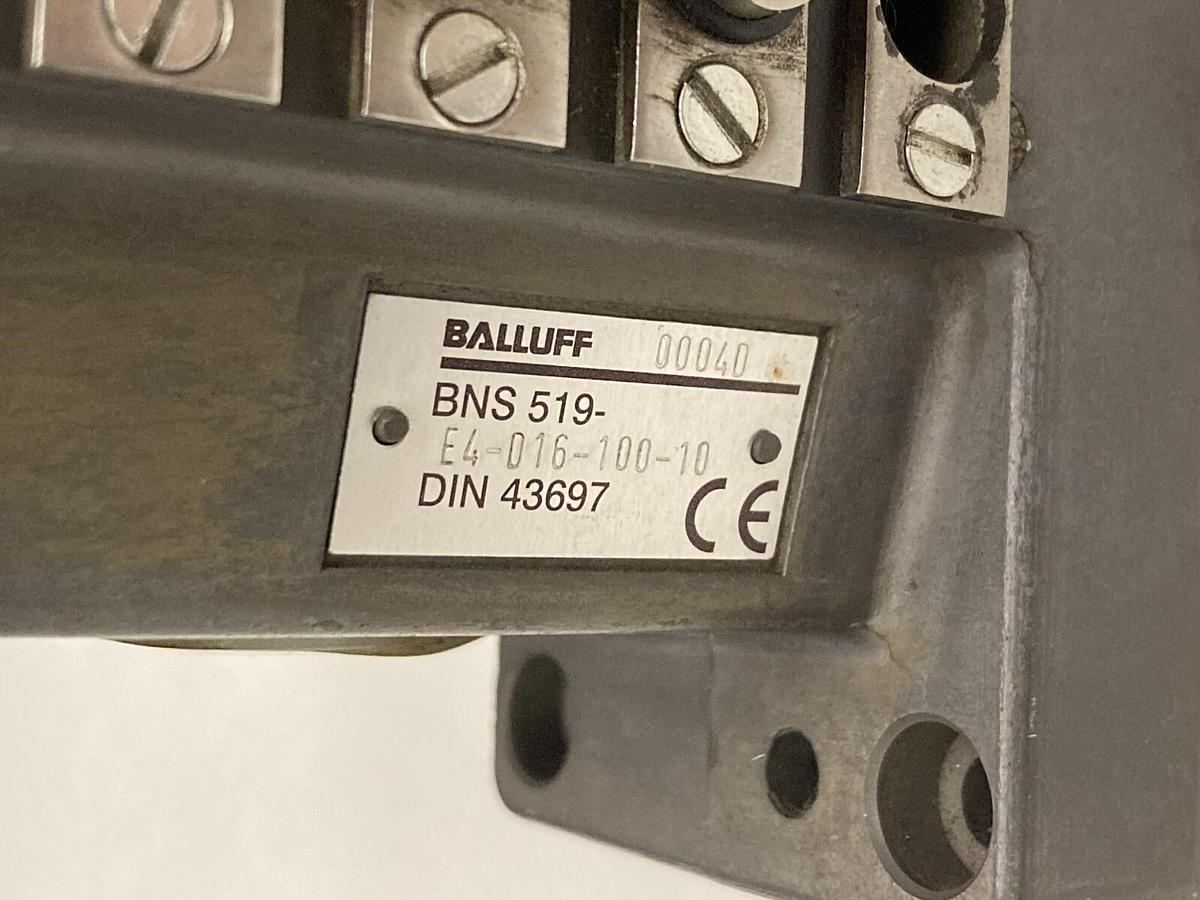 BALLUFF 00040
BNS 519-
E4-D16-100-10
DIN 43697
CE